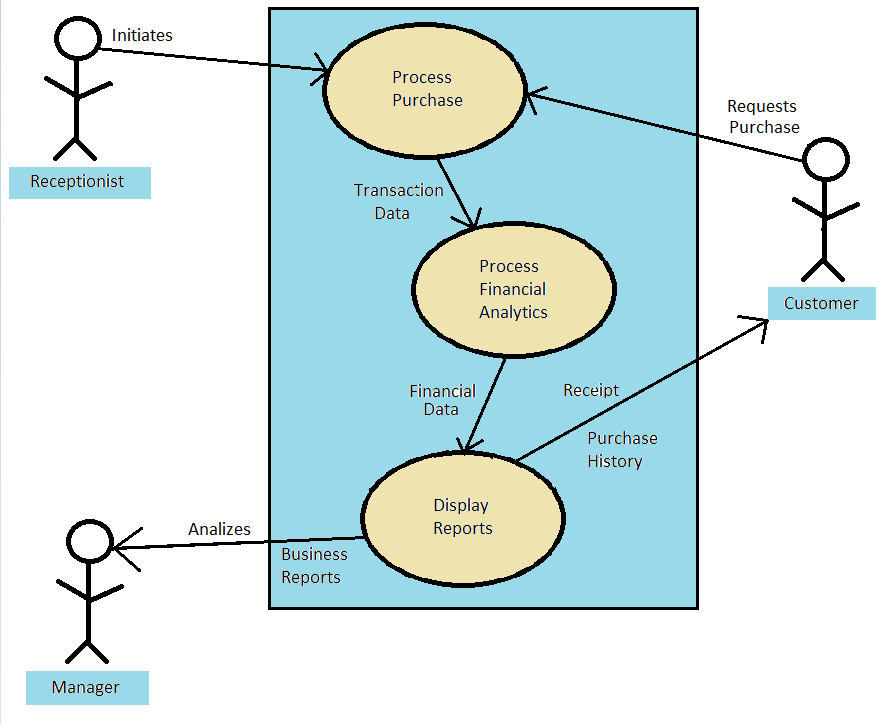 Initiates
Process
Purchase
Requests
Purchase
Receptionist
Transaction
Data
Process
Financial
Analytics
Customer
Financial
Data
Receipt
Purchase
History
Display
Reports
Analizes
Business
Reports
Manager